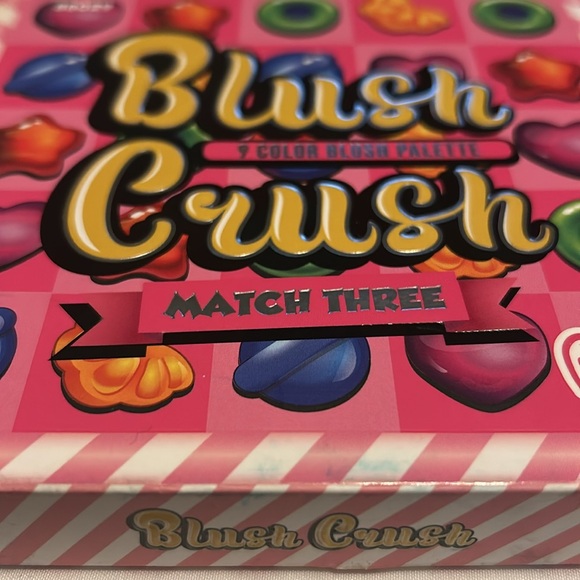 Blush
9 COLOR BLUSH PALETTE
Crush
MATCH THREE
Blush Crush